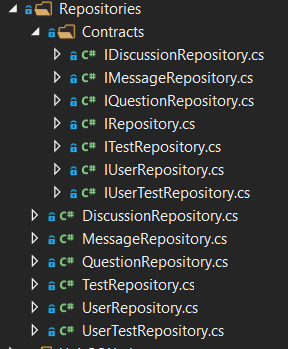 Repositories
Contracts
C# IDiscussionRepository.cs
C# IMessageRepository.cs
C# IQuestionRepository.cs
C# IRepository.cs
C# ITestRepository.cs
C# IUserRepository.cs
C# IUserTestRepository.cs
C# DiscussionRepository.cs
C# MessageRepository.cs
C# QuestionRepository.cs
C# TestRepository.cs
C# UserRepository.cs
C# UserTestRepository.cs